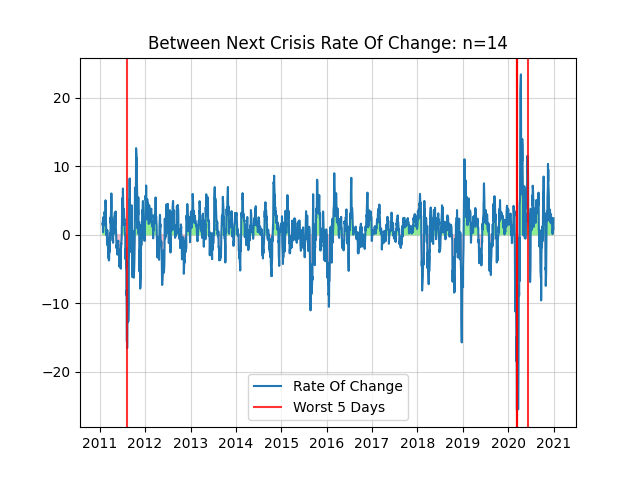 Between Next Crisis Rate Of Change: n=14
20
10
0
−10
−20
Rate Of Change
Worst 5 Days
2011 2012 2013 2014 2015 2016 2017 2018 2019 2020 2021